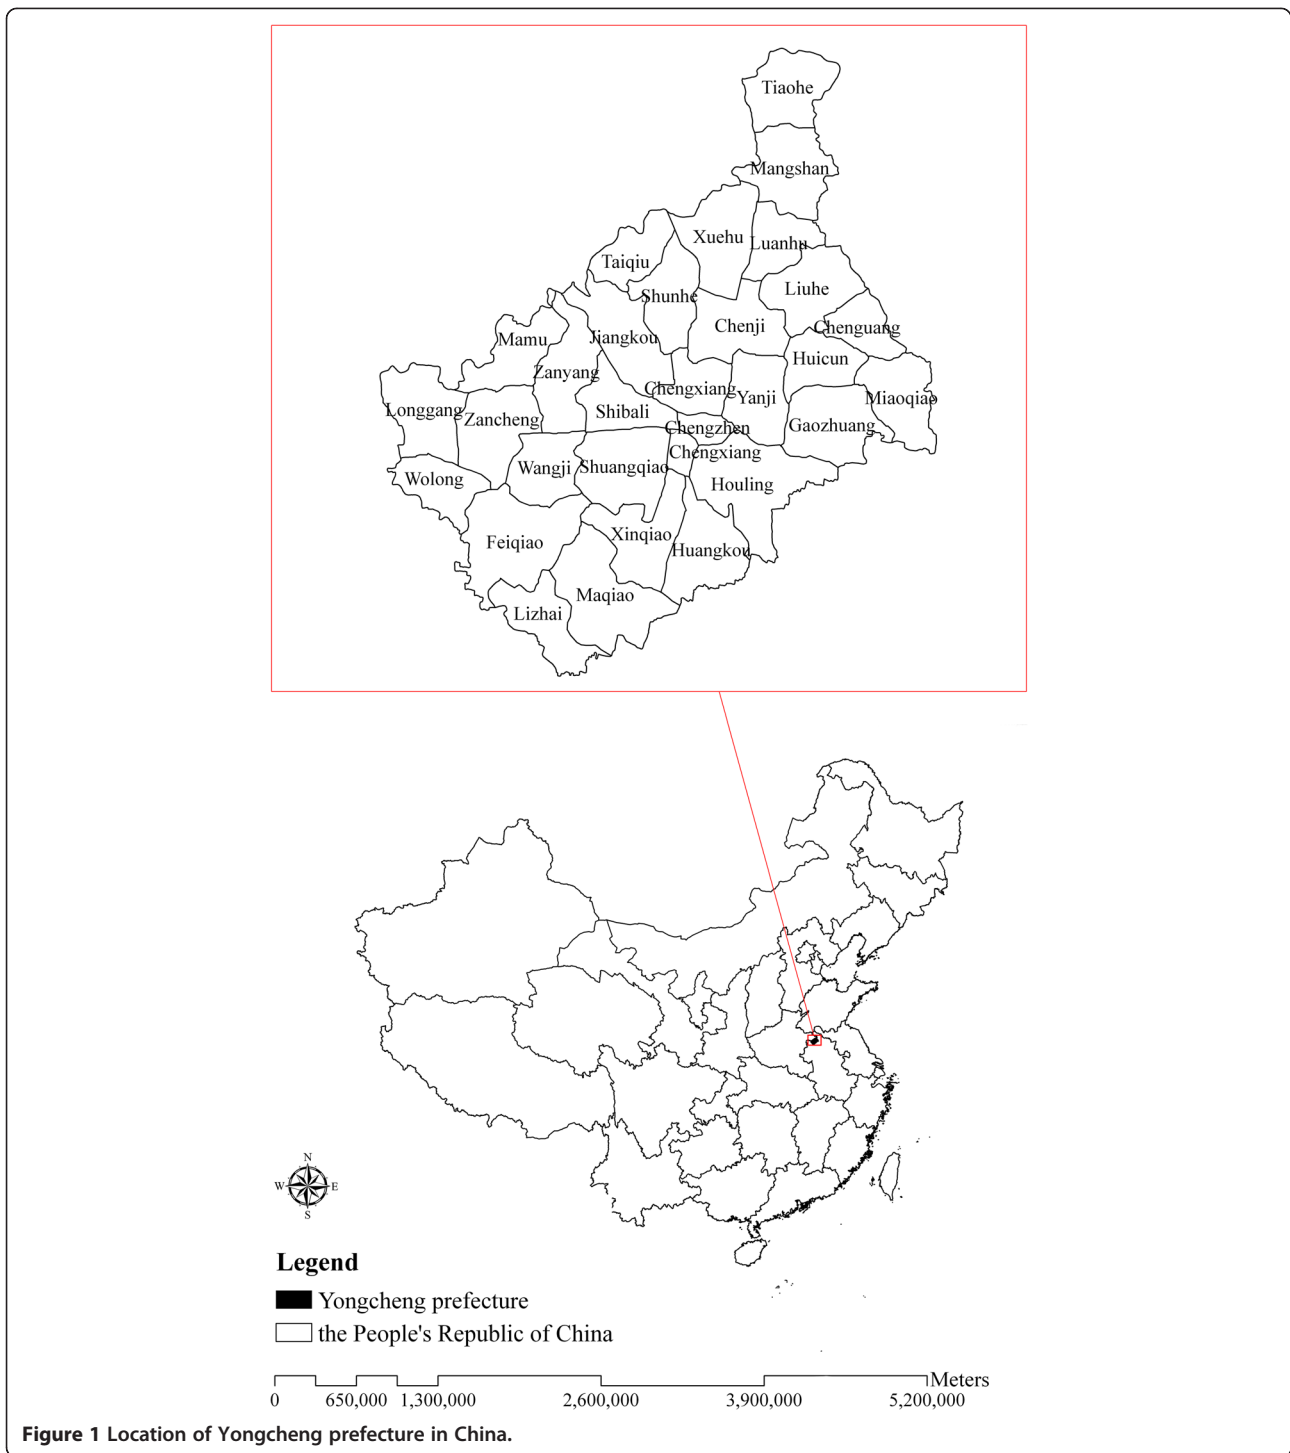 Tiaohe
Mangshan
Xuehu
Luanhu
Taiqiu
Liuhe
Shunhe
Chenji
Chenguang
Jiangkou
Mamu
Huicun
Zanyang
Chengxiang
Yanji
Miaoqiao
Longgang
Shibali
Zancheng
Gaozhuang
Chengzhen
Chengxiang
Wangji
Shuangqiao
Wolong
Houling
Xinqiao
Feiqiao
Huangkou
Maqiao
Lizhai
N
W
E
S
Legend
Yongcheng prefecture
the People's Republic of China
Meters
0 650,000 1,300,000 2,600,000 3,900,000 5,200,000
Figure 1 Location of Yongcheng prefecture in China.